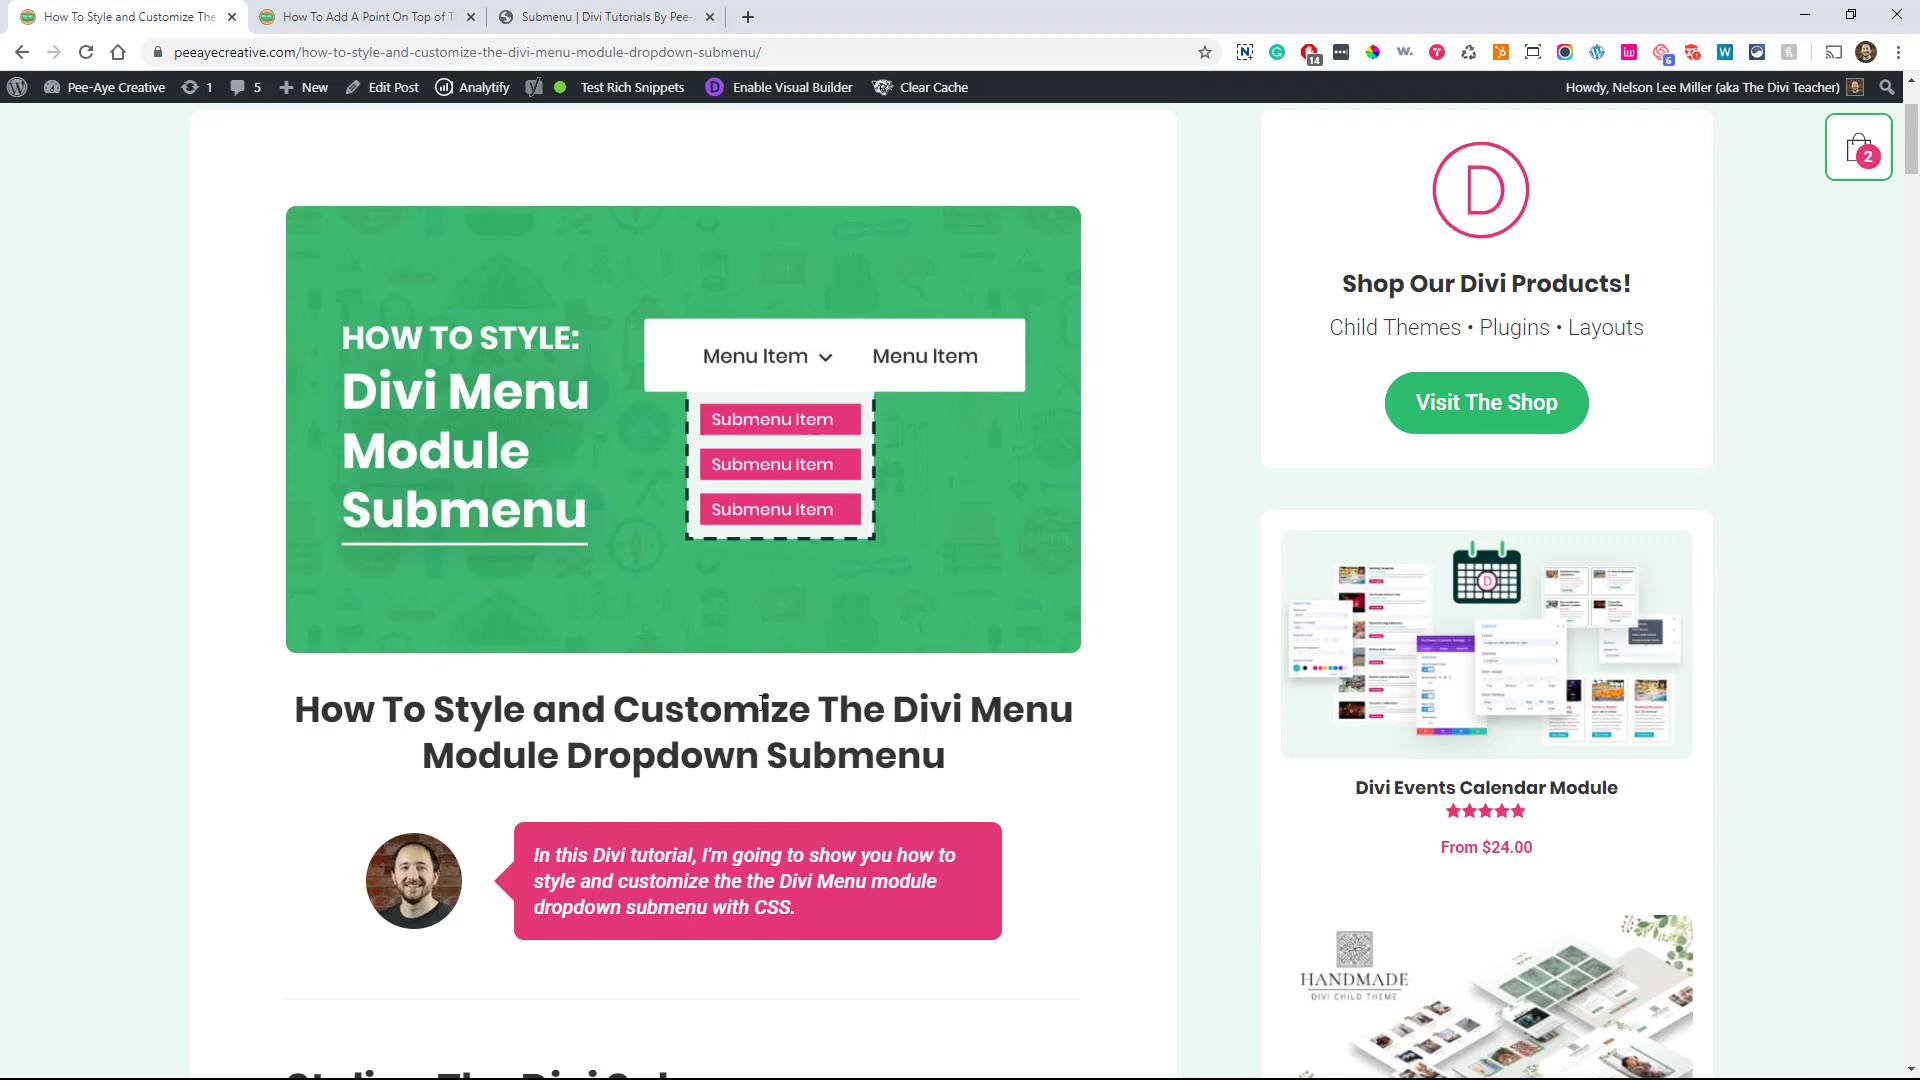 How To Style and Customize The
How To Add A Point On Top of T
Submenu | Divi Tutorials By Pee-
peeayecreative.com/how-to-style-and-customize-the-divi-menu-module-dropdown-submenu/
14
6
Pee-Aye Creative
1
5
New
Edit Post
Analytify
Test Rich Snippets
Enable Visual Builder
Clear Cache
Howdy, Nelson Lee Miller (aka The Divi Teacher)
2
HOW TO STYLE:
Divi Menu
Module
Submenu
Menu Item
Menu Item
Submenu Item
Submenu Item
Submenu Item
How To Style and Customize The Divi Menu
Module Dropdown Submenu
In this Divi tutorial, I'm going to show you how to
style and customize the the Divi Menu module
dropdown submenu with CSS.
D
Shop Our Divi Products!
Child Themes • Plugins • Layouts
Visit The Shop
D
Divi Events Calendar Module
From $24.00
HANDMADE
DIVI CHILD THEME